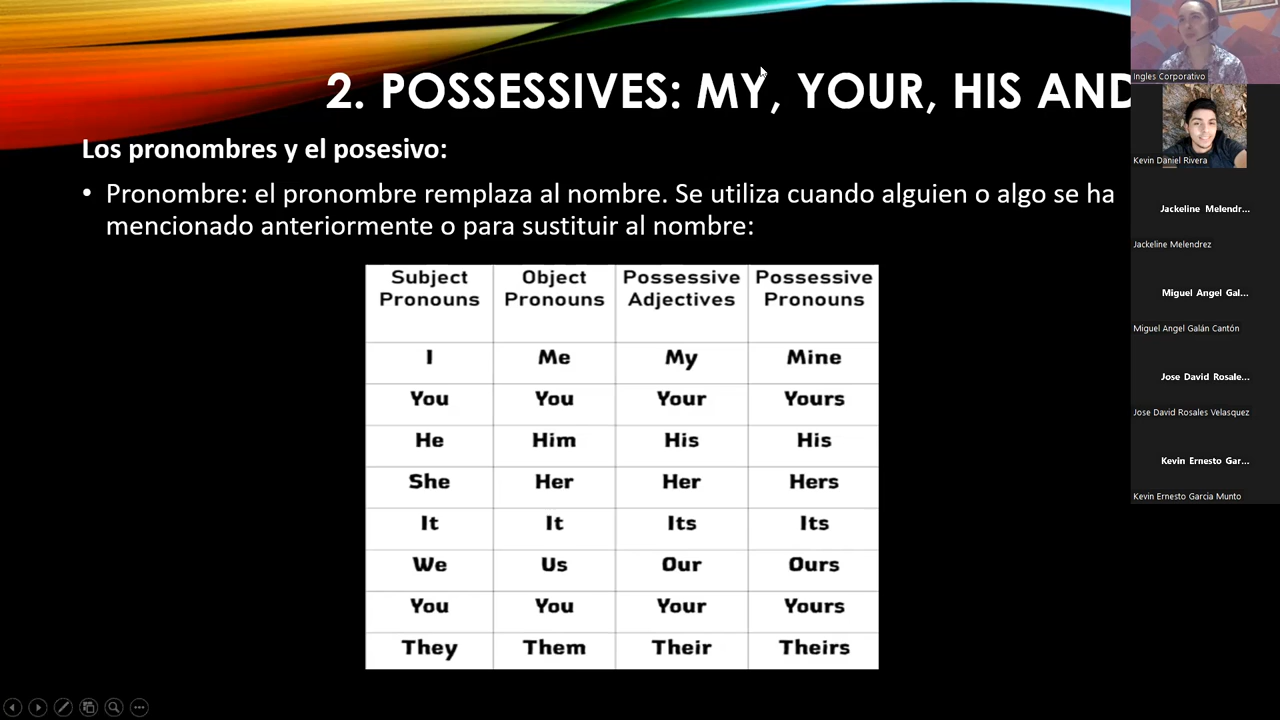 2. POSSESSIVES: MY, YOUR, HIS AND
Los pronombres y el posesivo:
• Pronombre: el pronombre remplaza al nombre. Se utiliza cuando alguien o algo se ha
mencionado anteriormente o para sustituir al nombre:
Subject Pronouns Object Pronouns Possessive Adjectives Possessive Pronouns
I Me My Mine
You You Your Yours
He Him His His
She Her Her Hers
It It Its Its
We Us Our Ours
You You Your Yours
They Them Their Theirs
Ingles Corporativo
Kevin Daniel Rivera
Jackeline Melendr...
Jackeline Melendrez
Miguel Angel Gal...
Miguel Angel Galán Cantón
Jose David Rosale...
Jose David Rosales Velasquez
Kevin Ernesto Gar...
Kevin Ernesto Garcia Munto